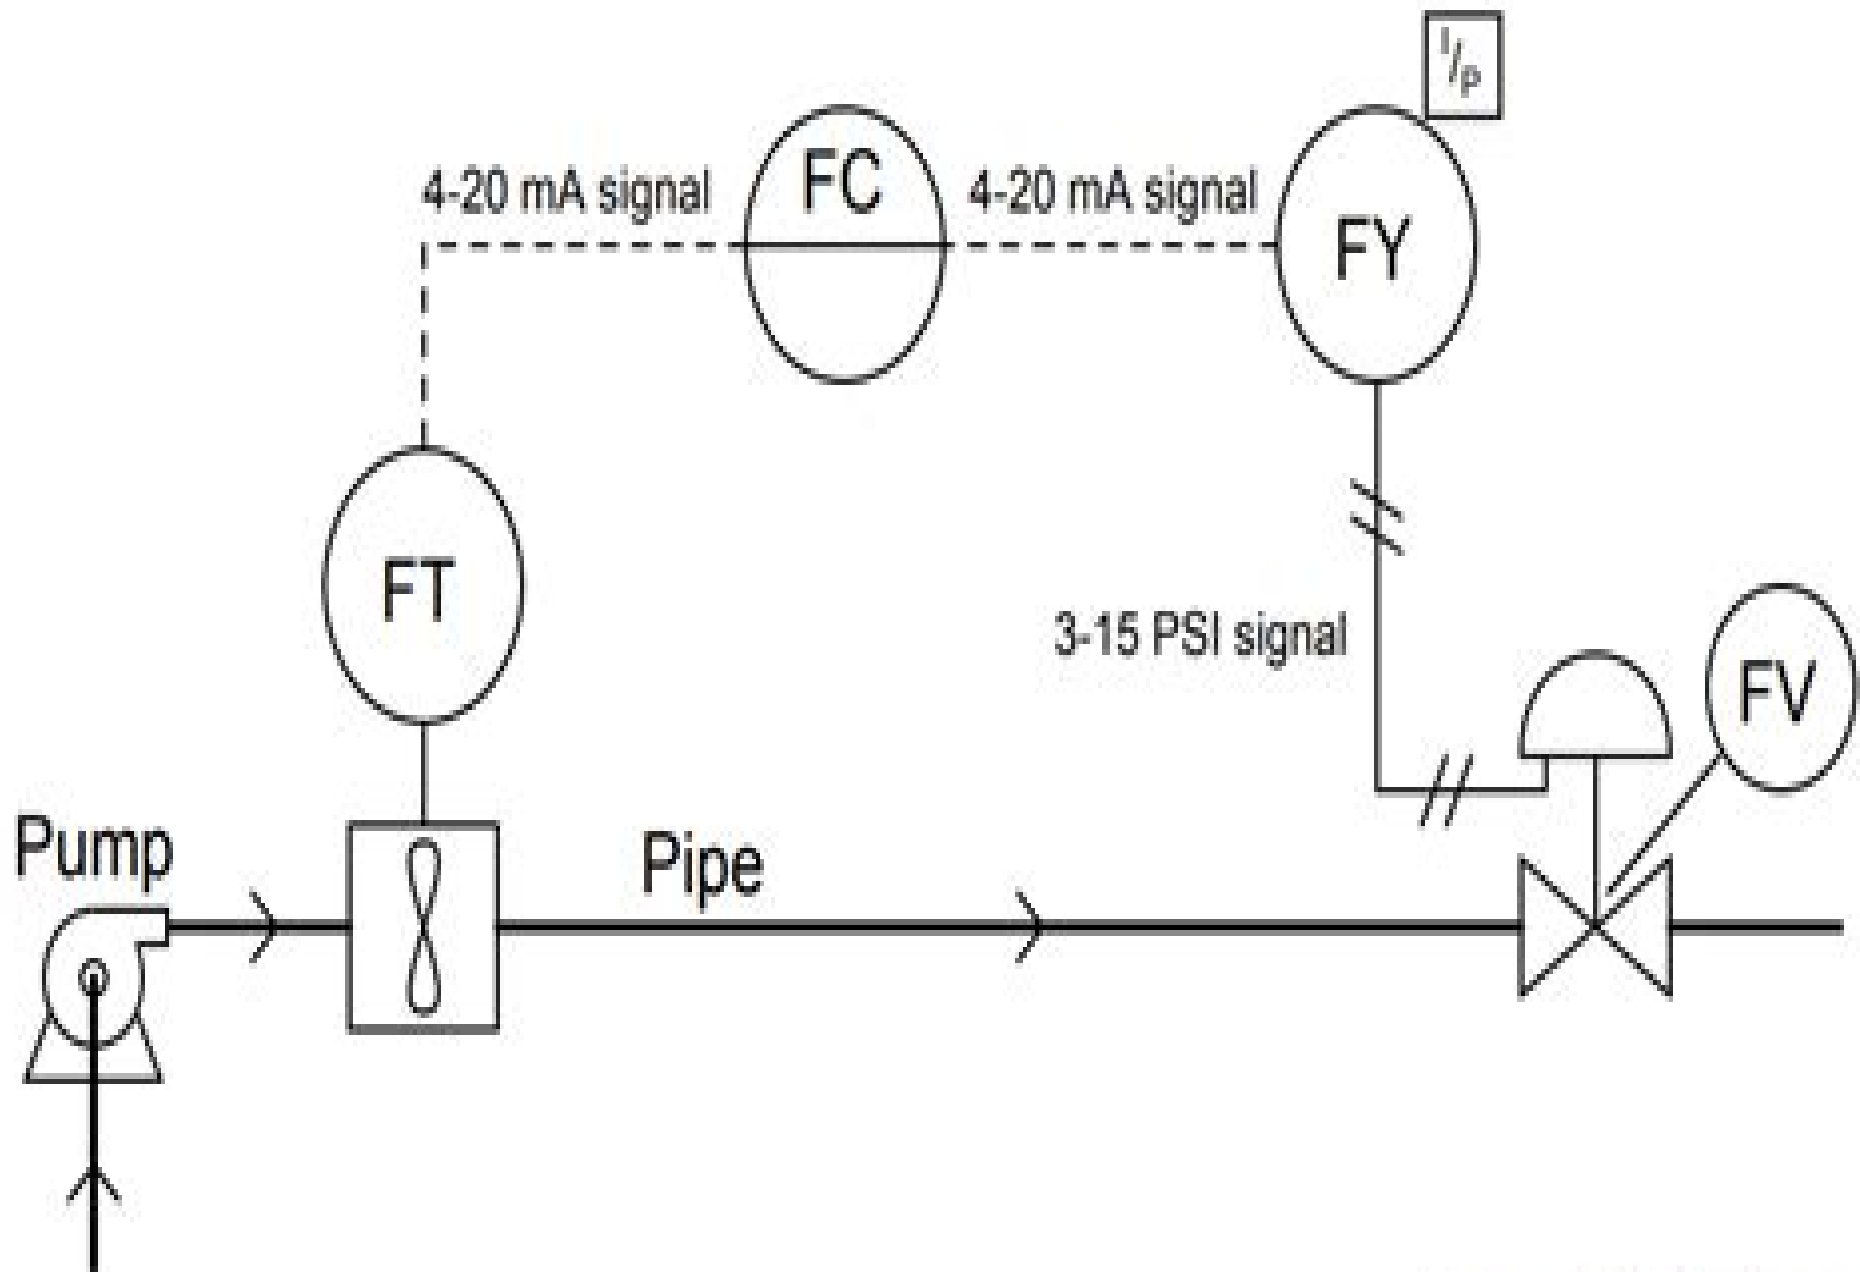 I/P
4-20 mA signal
FC
4-20 mA signal
FY
FT
3-15 PSI signal
FV
Pump
Pipe